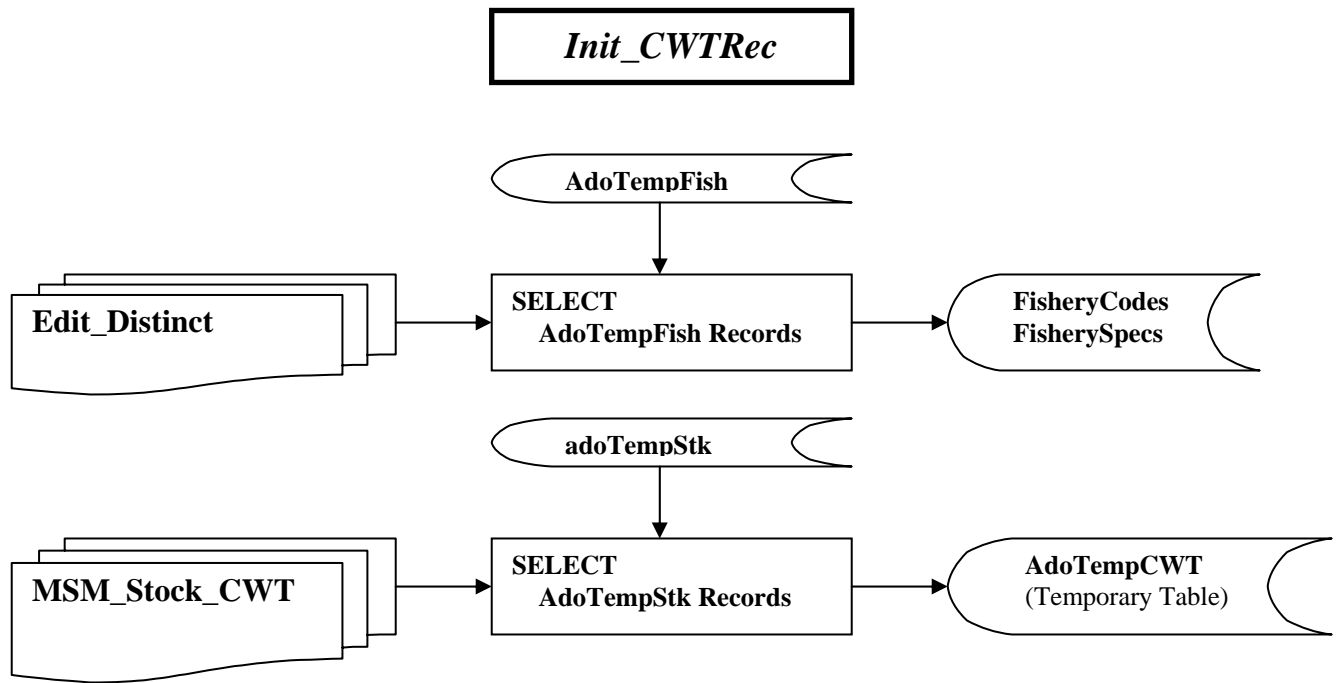 Init_CWTRec
AdoTempFish
Edit_Distinct
SELECT
AdoTempFish Records
FisheryCodes
FisherySpecs
adoTempStk
MSM_Stock_CWT
SELECT
AdoTempStk Records
AdoTempCWT
(Temporary Table)